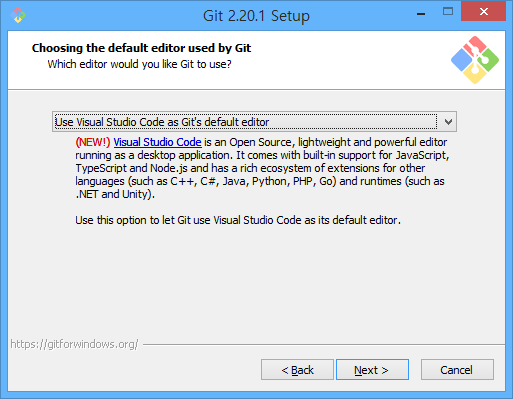 Git 2.20.1 Setup
Choosing the default editor used by Git
Which editor would you like Git to use?
Use Visual Studio Code as Git's default editor
(NEW!) Visual Studio Code is an Open Source, lightweight and powerful editor
running as a desktop application. It comes with built-in support for JavaScript,
TypeScript and Node.js and has a rich ecosystem of extensions for other
languages (such as C++, C#, Java, Python, PHP, Go) and runtimes (such as
.NET and Unity).
Use this option to let Git use Visual Studio Code as its default editor.
https://gitforwindows.org/
< Back
Next >
Cancel